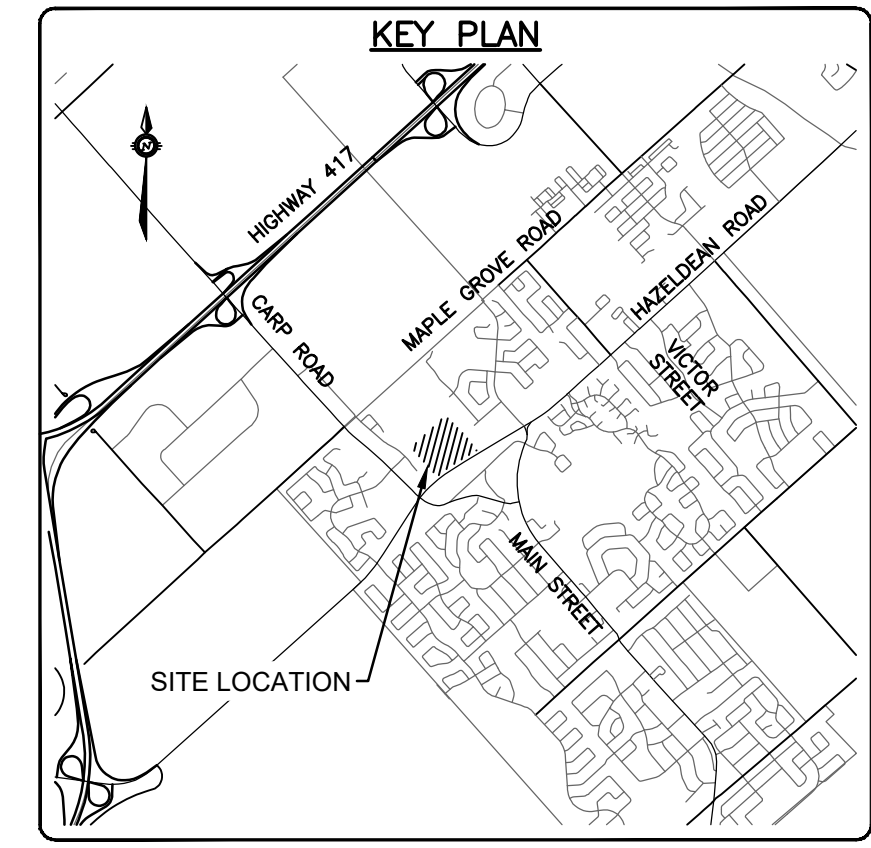 KEY PLAN
N
HIGHWAY 417
MAPLE GROVE ROAD
HAZELDEAN ROAD
CARP ROAD
VICTOR
STREET
MAIN STREET
SITE LOCATION